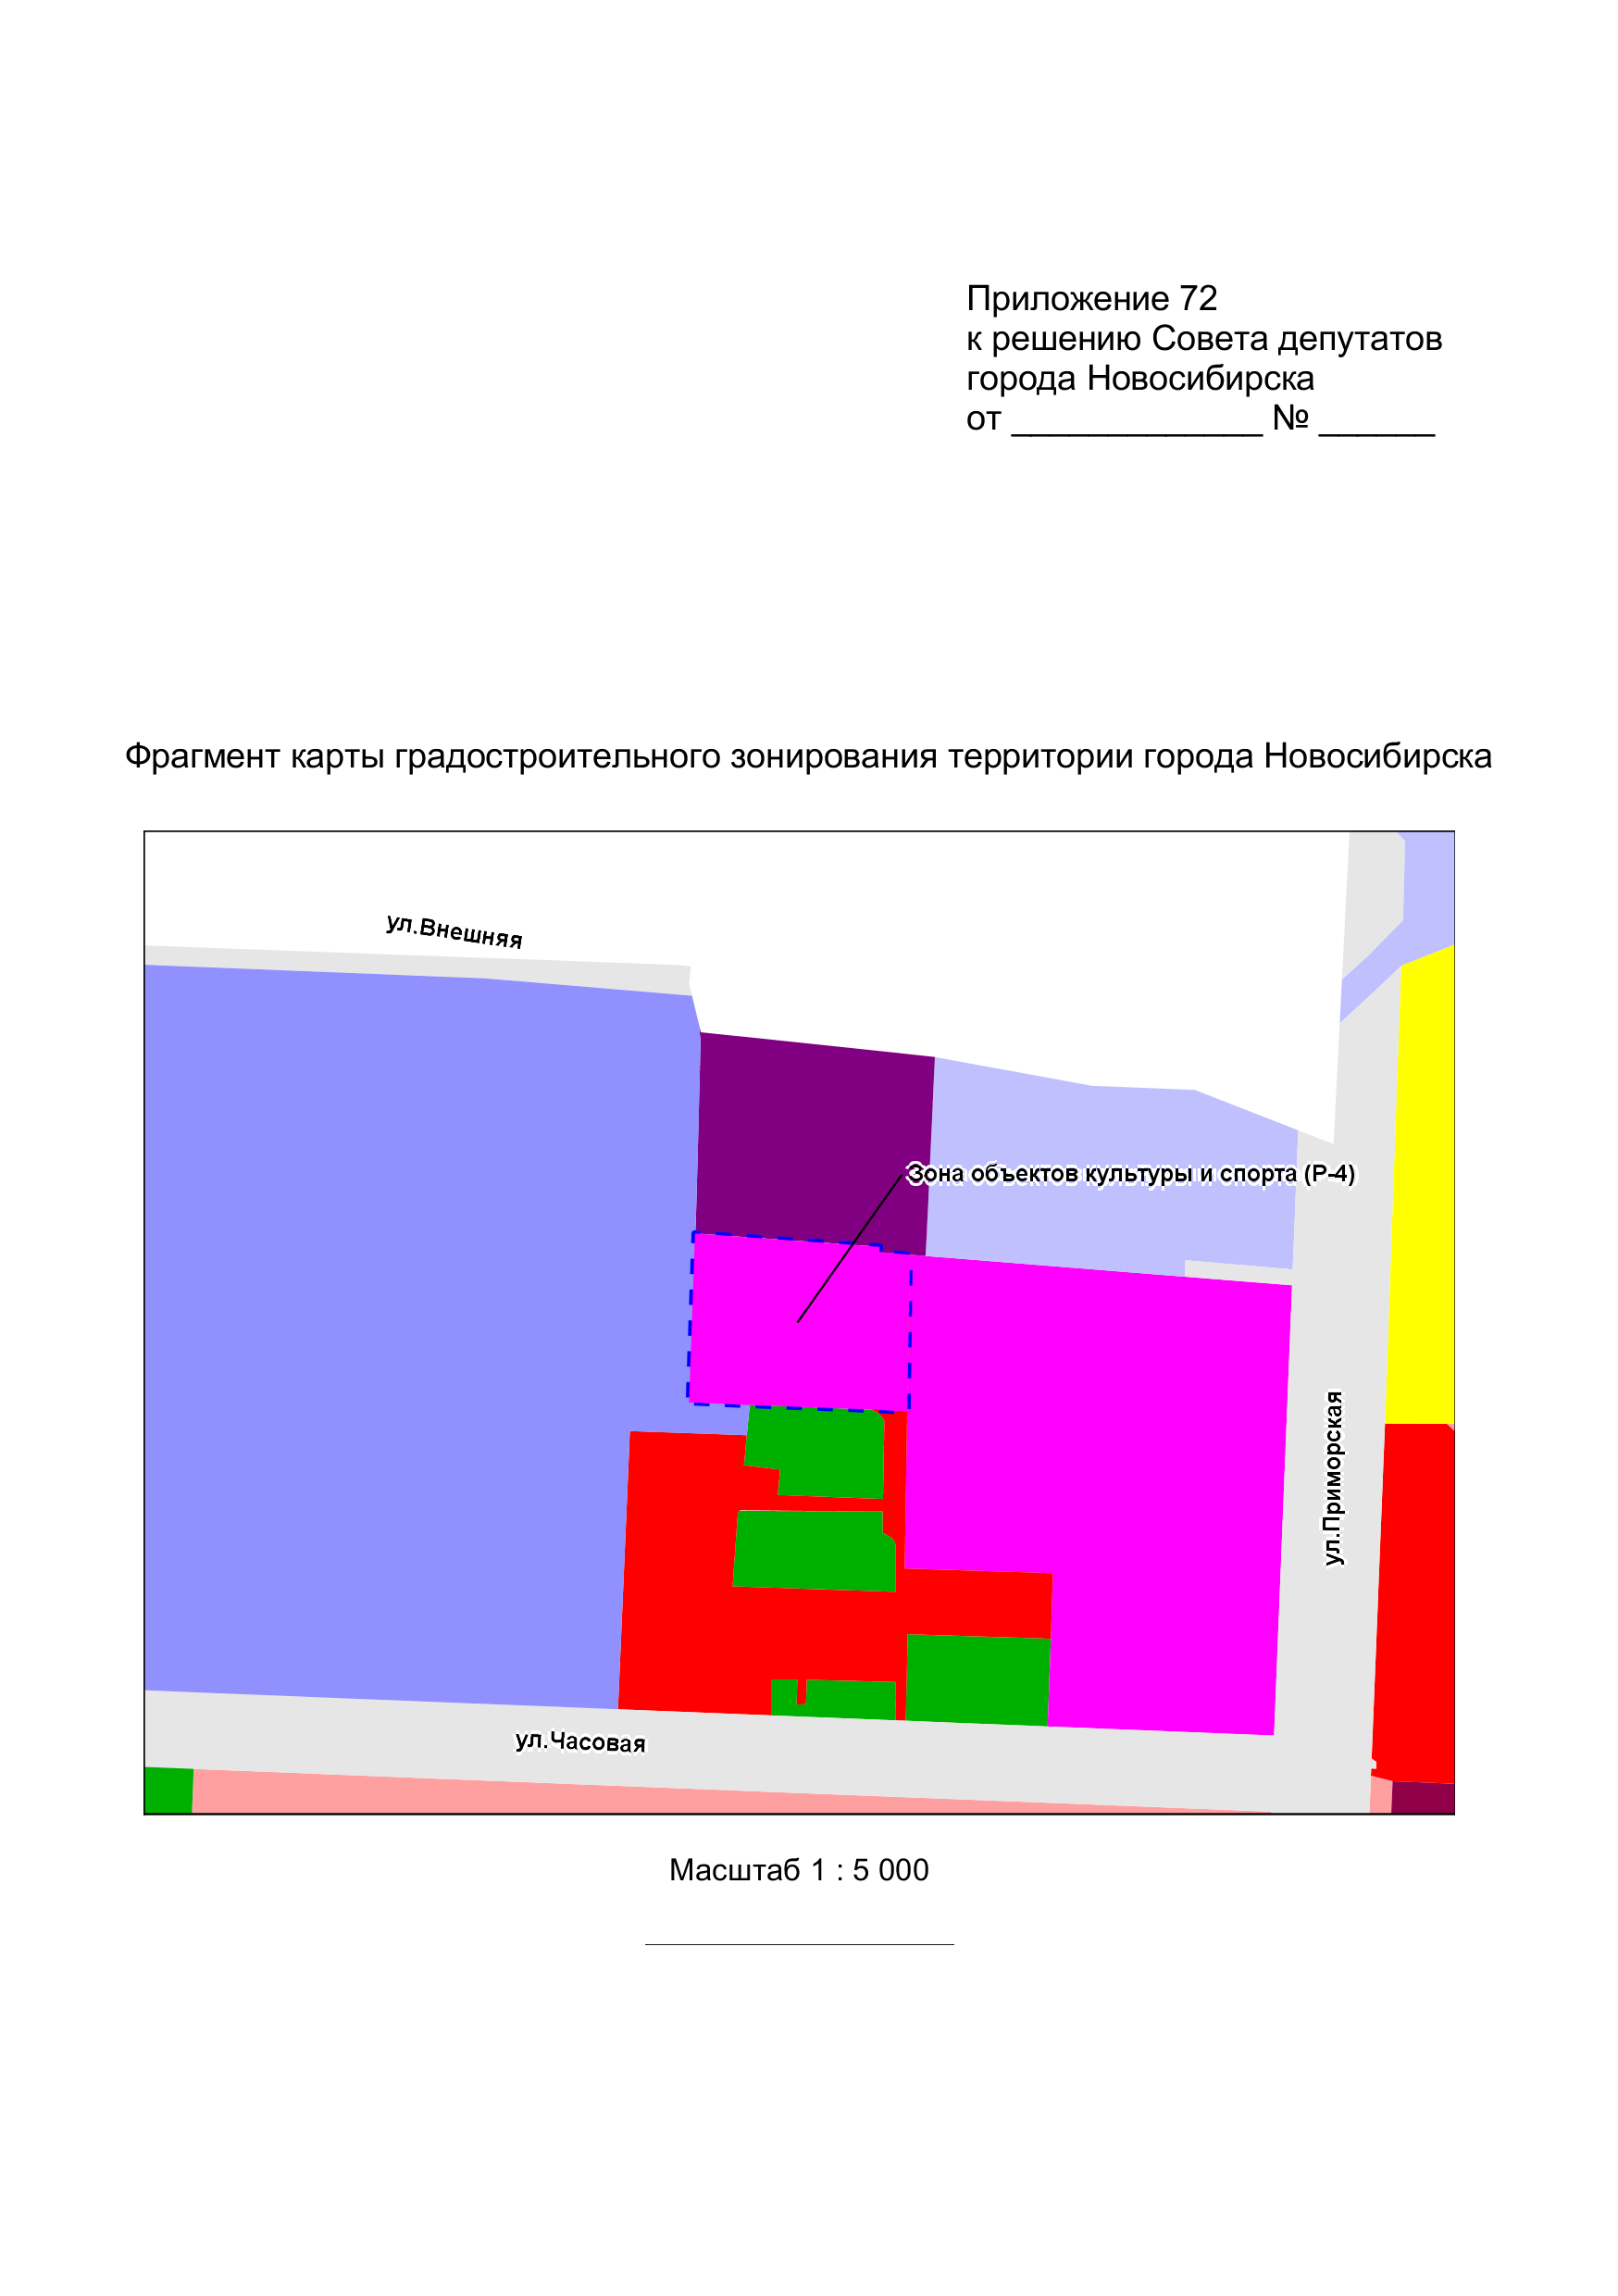 Приложение 72
к решению Совета депутатов
города Новосибирска
от _____________ № ______
Фрагмент карты градостроительного зонирования территории города Новосибирска
ул.Внешняя
Зона объектов культуры и спорта (Р-4)
ул.Приморская
ул.Часовая
Масштаб 1 : 5 000